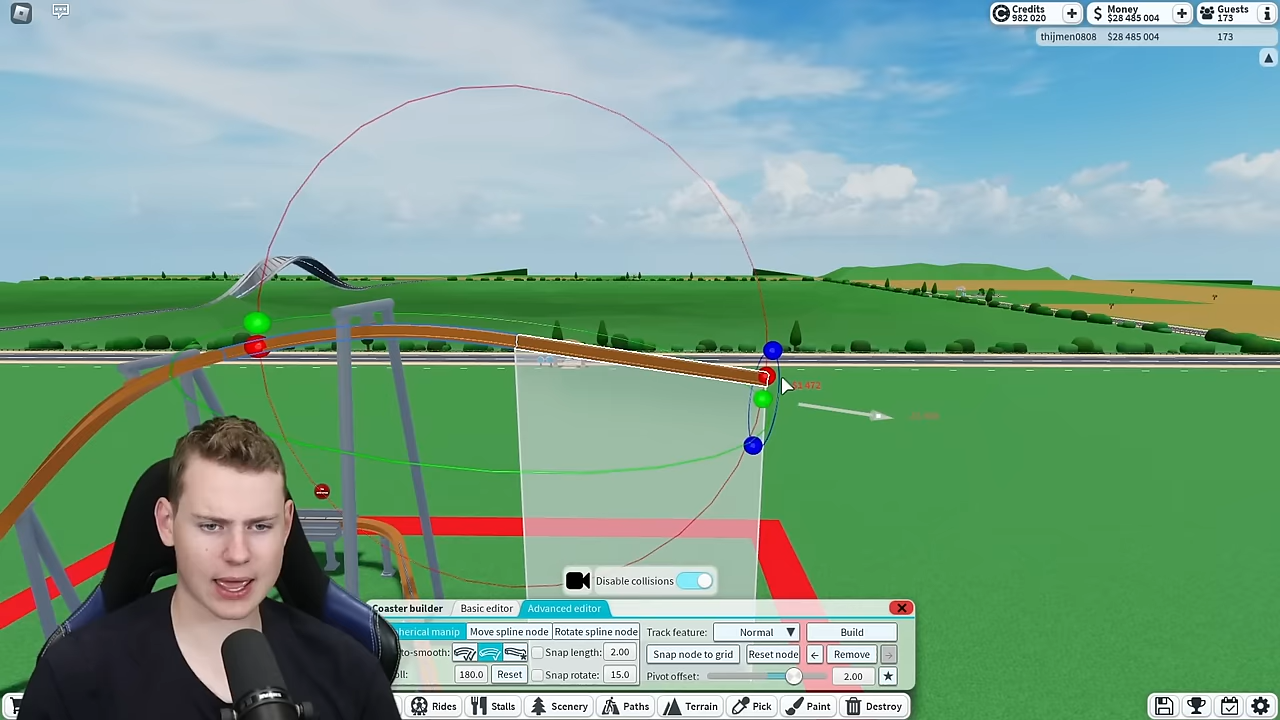 Credits
982 020
+
$ Money
$28 485 004
+
Guests
173
thijmen0808 $28 485 004 173
Disable collisions
Coaster builder Basic editor Advanced editor X
Move spline node Rotate spline node Track feature: Normal ▼ Build
Snap length: 2.00 Snap node to grid Reset node ← Remove →
180.0 Reset Snap rotate: 15.0 Pivot offset: 2.00 ★
Rides Stalls Scenery Paths Terrain Pick Paint Destroy